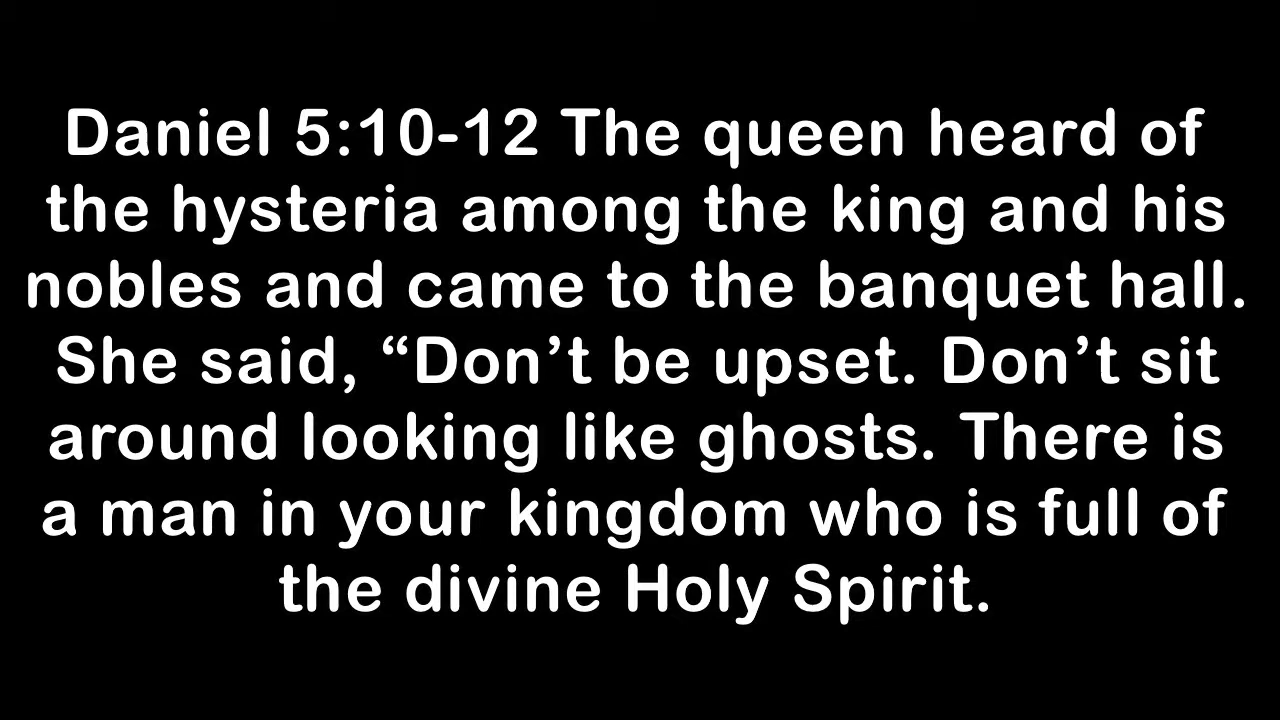 Daniel 5:10-12 The queen heard of
the hysteria among the king and his
nobles and came to the banquet hall.
She said, “Don’t be upset. Don’t sit
around looking like ghosts. There is
a man in your kingdom who is full of
the divine Holy Spirit.